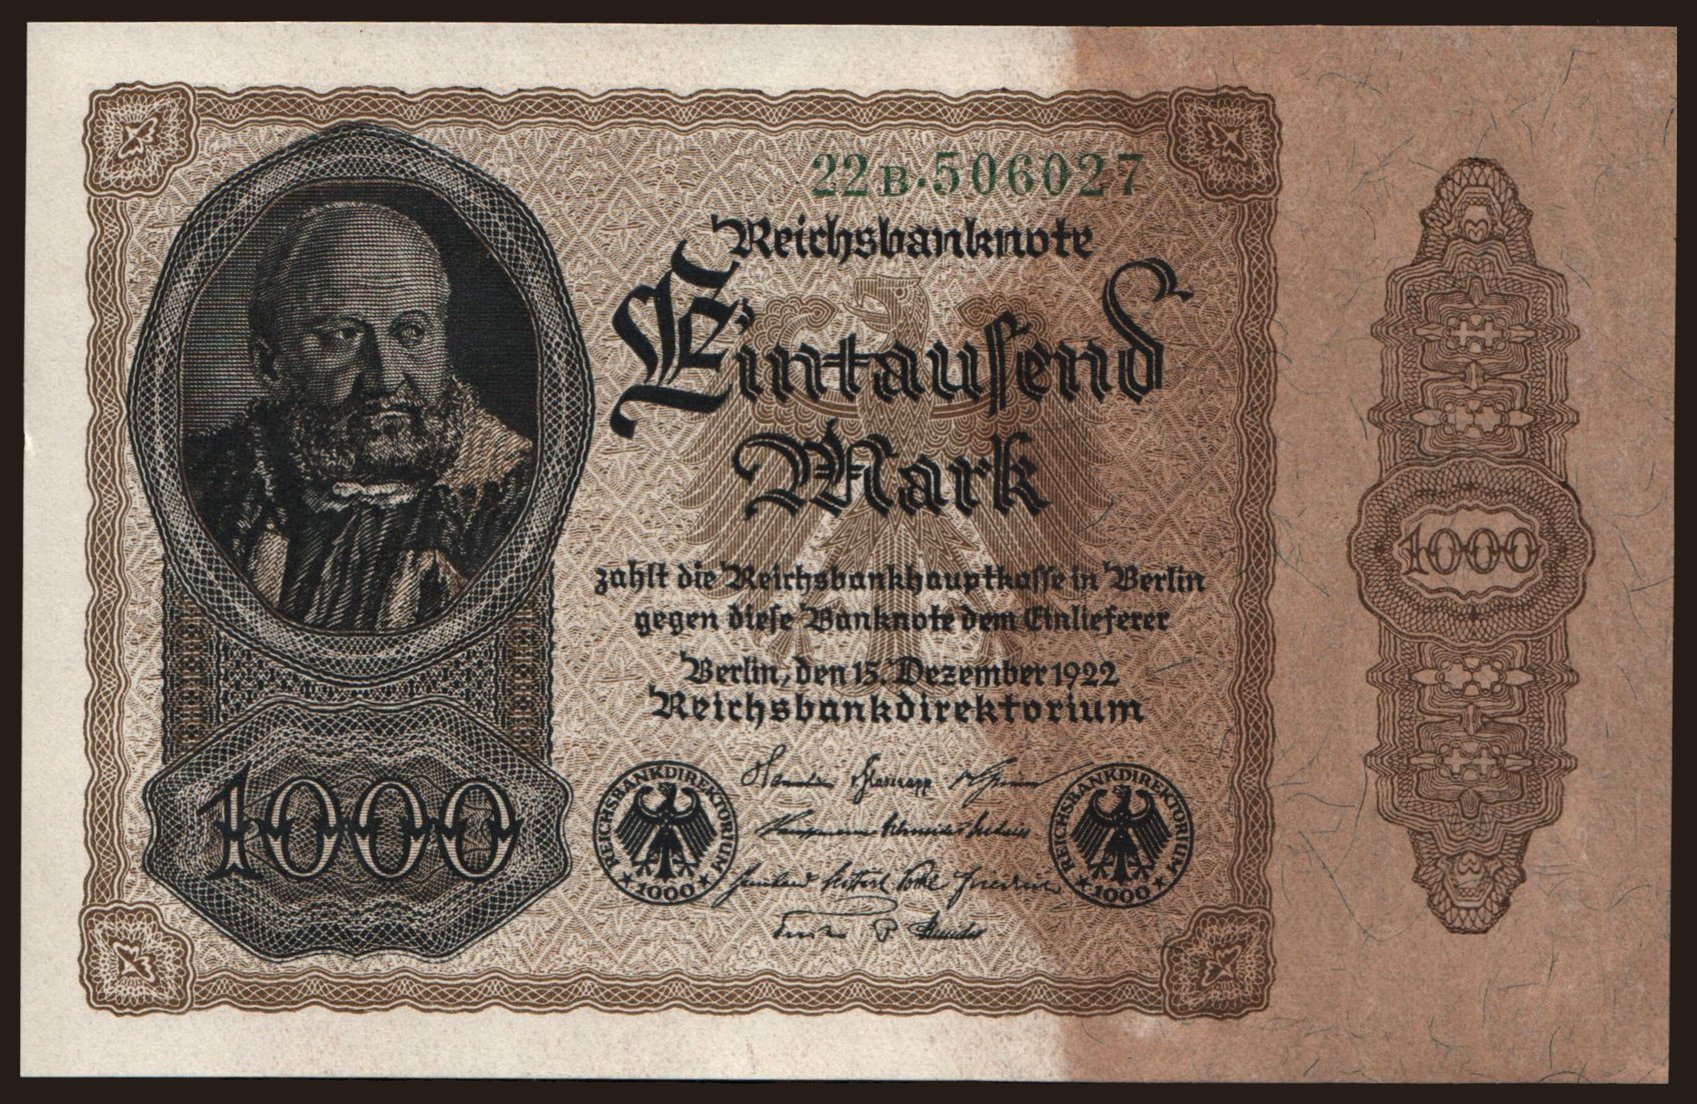 22B·506027
Reichsbanknote
Eintauſend
Mark
zahlt die Reichsbankhauptkaſſe in Berlin
gegen dieſe Banknote dem Einlieferer
Berlin, den 15. Dezember 1922
Reichsbankdirektorium
1000
REICHSBANKDIREKTORIUM
★1000★
REICHSBANKDIREKTORIUM
★1000★
1000